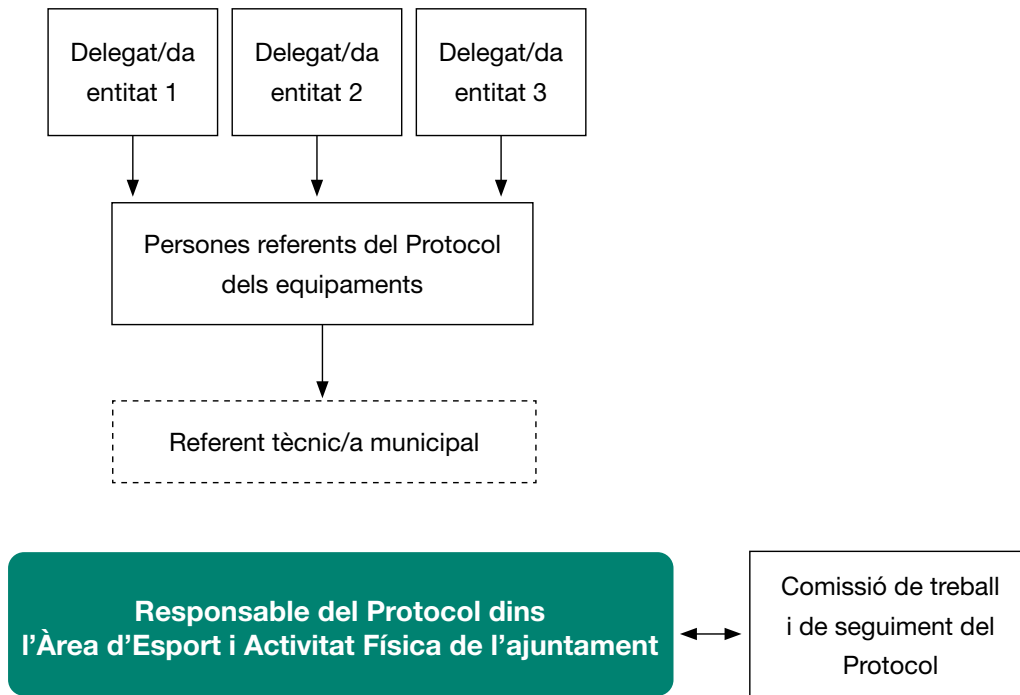 Delegat/da
entitat 1
Delegat/da
entitat 2
Delegat/da
entitat 3
Persones referents del Protocol
dels equipaments
Referent tècnic/a municipal
Responsable del Protocol dins
l’Àrea d’Esport i Activitat Física de l’ajuntament
Comissió de treball
i de seguiment del
Protocol